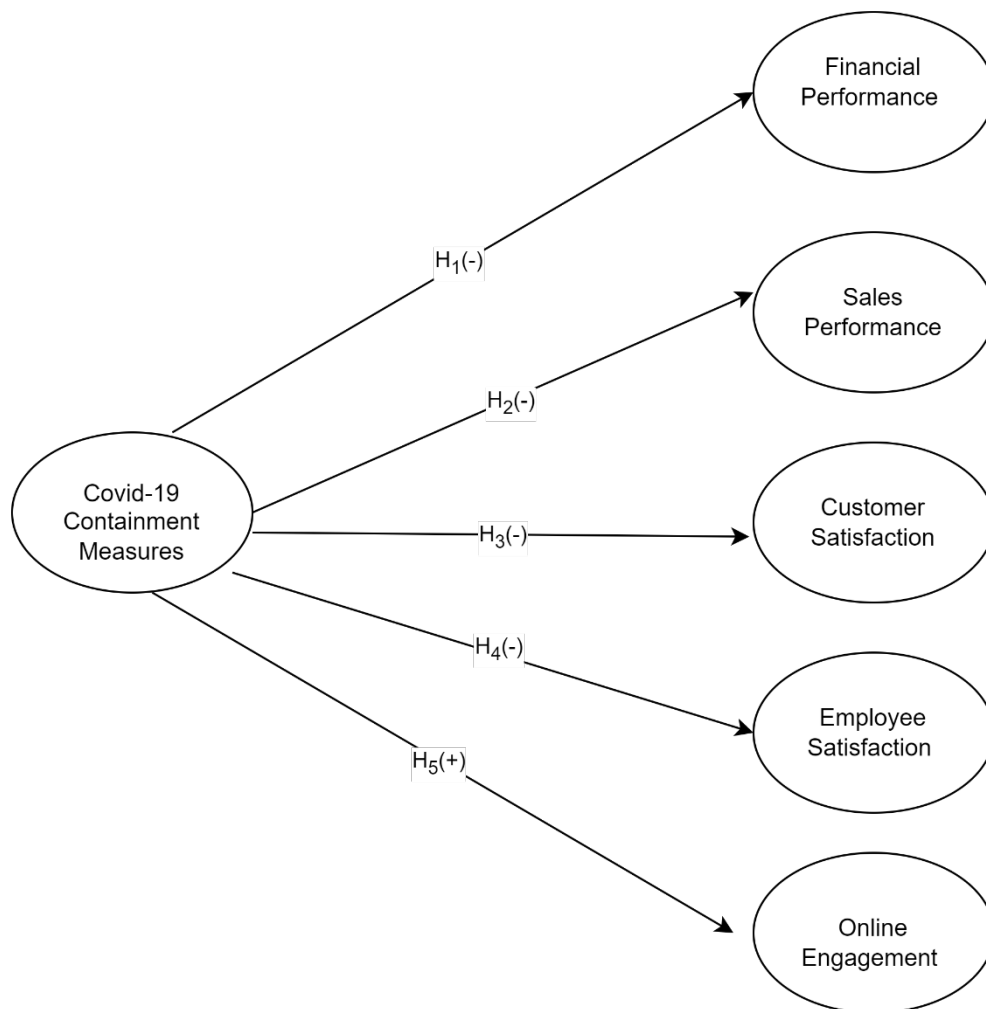 Financial
Performance
H1(-)
Sales
Performance
H2(-)
Covid-19
Containment
Measures
H3(-)
Customer
Satisfaction
H4(-)
Employee
Satisfaction
H5(+)
Online
Engagement